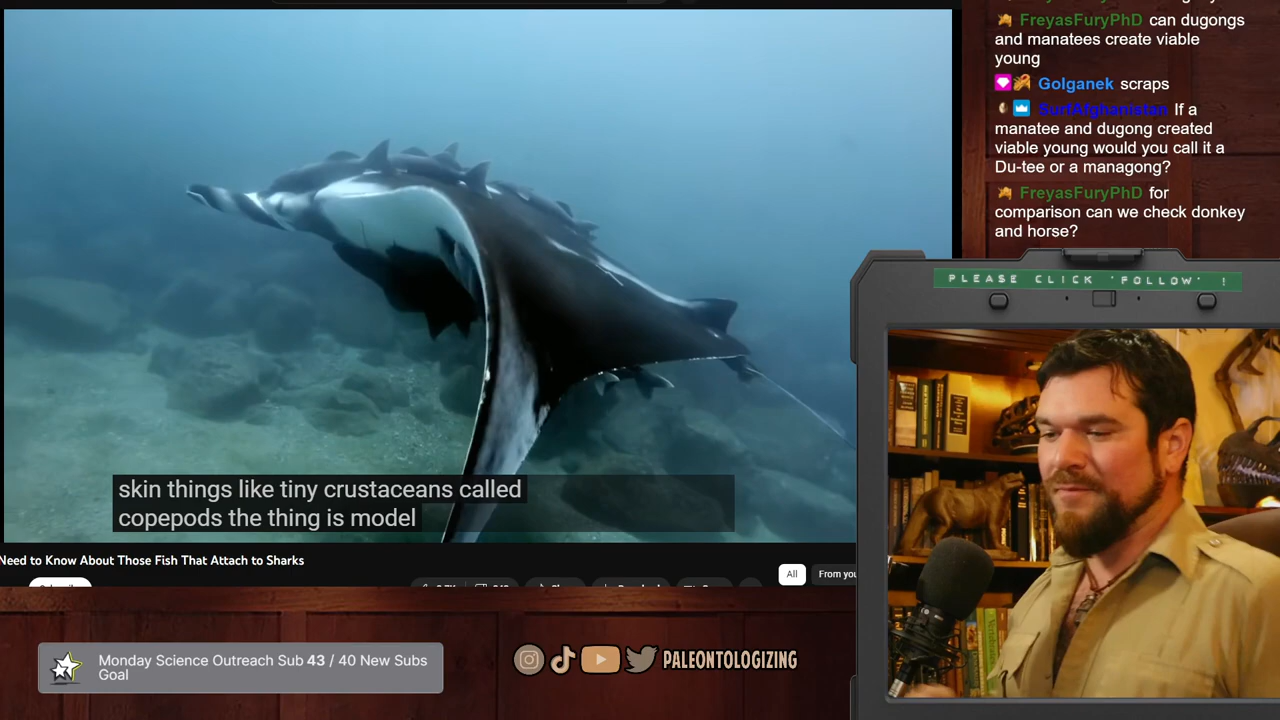 FreyasFuryPhD can dugongs
and manatees create viable
young
Golganek scraps
SurfAfghanistan If a
manatee and dugong created
viable young would you call it a
Du-tee or a managong?
FreyasFuryPhD for
comparison can we check donkey
and horse?
PLEASE CLICK 'FOLLOW' !
skin things like tiny crustaceans called
copepods the thing is model
Need to Know About Those Fish That Attach to Sharks
All
From you
Monday Science Outreach Sub 43 / 40 New Subs
Goal
PALEONTOLOGIZING